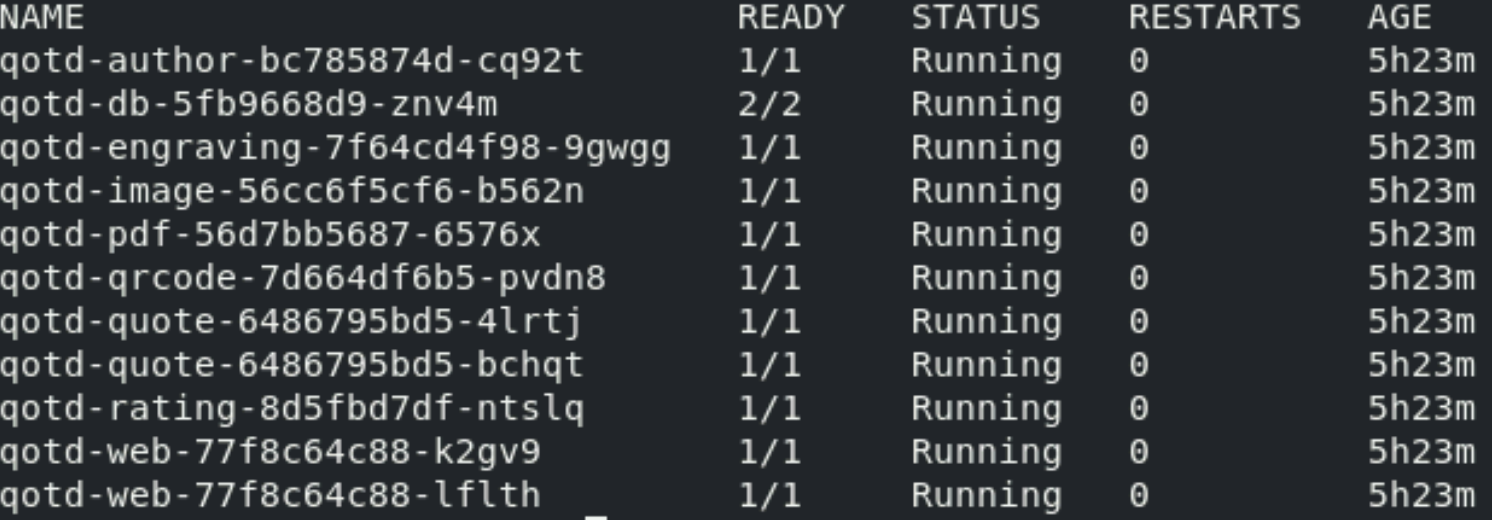 NAME READY STATUS RESTARTS AGE
qotd-author-bc785874d-cq92t 1/1 Running 0 5h23m
qotd-db-5fb9668d9-znv4m 2/2 Running 0 5h23m
qotd-engraving-7f64cd4f98-9gwgg 1/1 Running 0 5h23m
qotd-image-56cc6f5cf6-b562n 1/1 Running 0 5h23m
qotd-pdf-56d7bb5687-6576x 1/1 Running 0 5h23m
qotd-qrcode-7d664df6b5-pvdn8 1/1 Running 0 5h23m
qotd-quote-6486795bd5-4lrtj 1/1 Running 0 5h23m
qotd-quote-6486795bd5-bchqt 1/1 Running 0 5h23m
qotd-rating-8d5fbd7df-ntslq 1/1 Running 0 5h23m
qotd-web-77f8c64c88-k2gv9 1/1 Running 0 5h23m
qotd-web-77f8c64c88-lflth 1/1 Running 0 5h23m